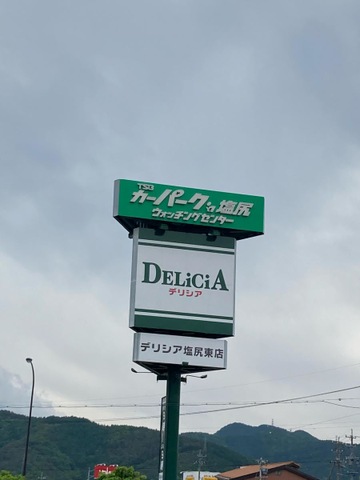 TSB
カーパーク 塩尻
ウォッチングセンター
DELiCiA
デリシア
デリシア塩尻東店